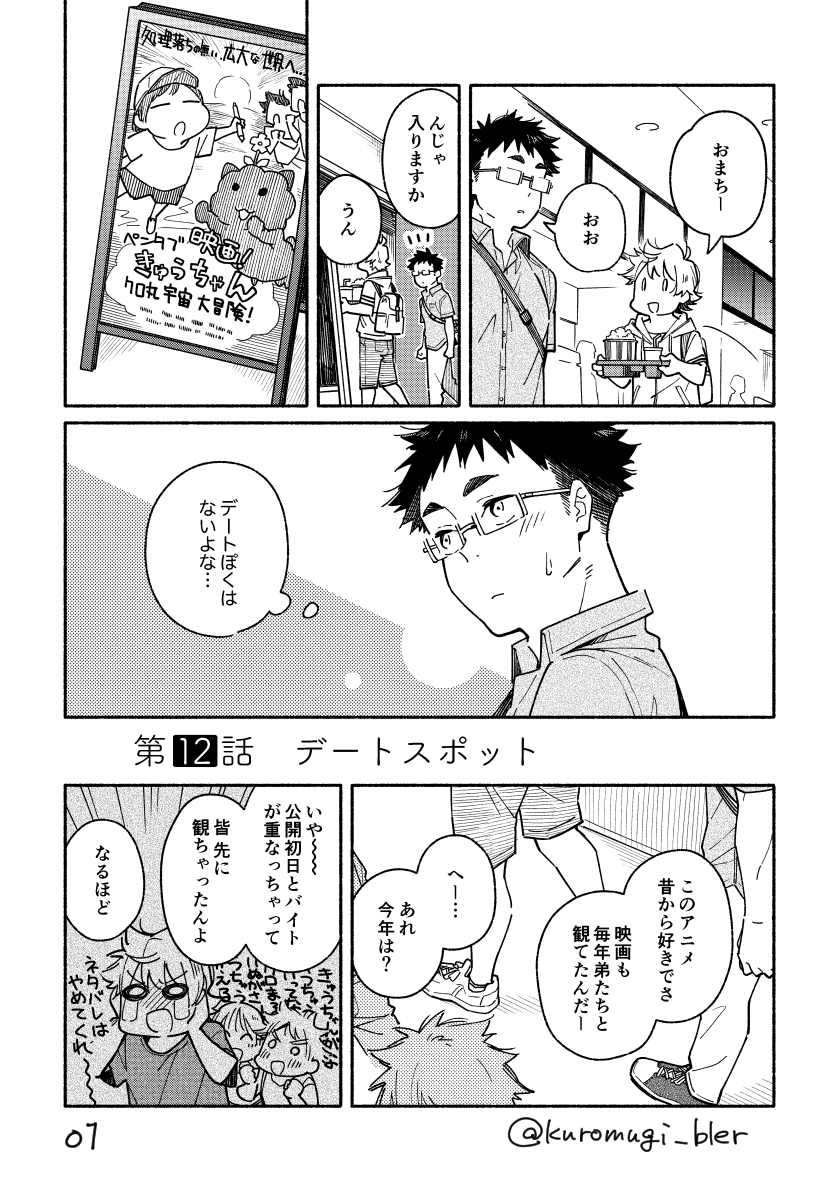 おまちー
おお
んじゃ
入りますか
うん
処理落ちの無い、広大な世界へ…
映画!
ペンタブ
きゅうちゃん
クロ丸宇宙大冒険!
デートぽくは
ないよな…
第12話 デートスポット
このアニメ
昔から好きでさ
映画も
毎年弟たちと
観てたんだー
へー…
あれ
今年は?
いや〜〜
公開初日とバイト
が重なっちゃって
皆 先に
観ちゃったんよ
なるほど
ネタバレは
やめてくれ〜
01
@kuromugi_bler